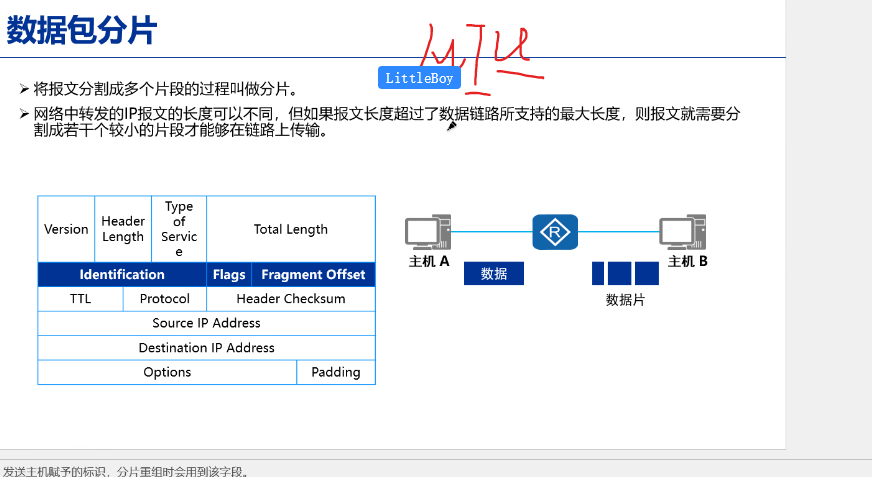 数据包分片
MTU
LittleBoy
将报文分割成多个片段的过程叫做分片。
网络中转发的IP报文的长度可以不同，但如果报文长度超过了数据链路所支持的最大长度，则报文就需要分
割成若干个较小的片段才能够在链路上传输。
Version
Header
Length
Type
of
Servic
e
Total Length
Identification
Flags
Fragment Offset
TTL
Protocol
Header Checksum
Source IP Address
Destination IP Address
Options
Padding
R
主机 A
主机 B
数据
数据片
发送主机赋予的标识，分片重组时会用到该字段。